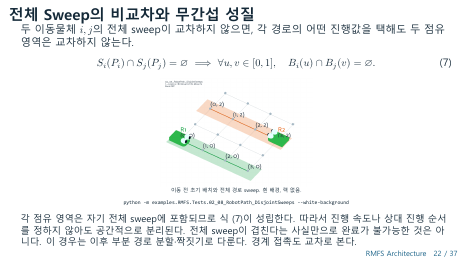 전체 Sweep의 비교차와 무간섭 성질
두 이동물체 i, j의 전체 sweep이 교차하지 않으면, 각 경로의 어떤 진행값을 택해도 두 점유
영역은 교차하지 않는다.
S_i(P_i) ∩ S_j(P_j) = ∅ ⟹ ∀u, v ∈ [0, 1], B_i(u) ∩ B_j(v) = ∅. (7)
(0, 2)
(1, 2)
(2, 2)
R2
R1
(1, 0)
(2, 0)
(3, 0)
이동 전 초기 배치와 전체 경로 sweep. 흰 배경, 책 없음.
python -m examples.RMFS.Tests.02_08_RobotPath_DisjointSweeps --white-background
각 점유 영역은 자기 전체 sweep에 포함되므로 식 (7)이 성립한다. 따라서 진행 속도나 상대 진행 순서
를 정하지 않아도 공간적으로 분리된다. 전체 sweep이 겹친다는 사실만으로 완료가 불가능한 것은 아
니다. 이 경우는 이후 부분 경로 분할·짝짓기로 다룬다. 경계 접촉도 교차로 본다.
RMFS Architecture 22 / 37